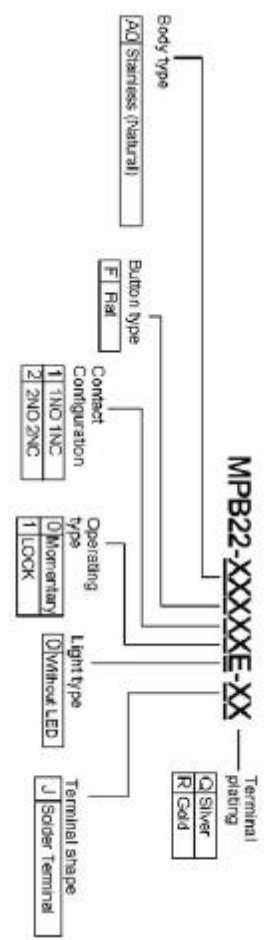 MPB22-XXXXXE-XX
Body type
A0 Stainless (Natural)
Button type
F Flat
Contact
Configuration
1 1NO 1NC
2 2NO 2NC
Operating
type
0 Momentary
1 LOCK
Light type
0 Without LED
Terminal shape
J Solder Terminal
Terminal
plating
Q Silver
R Gold